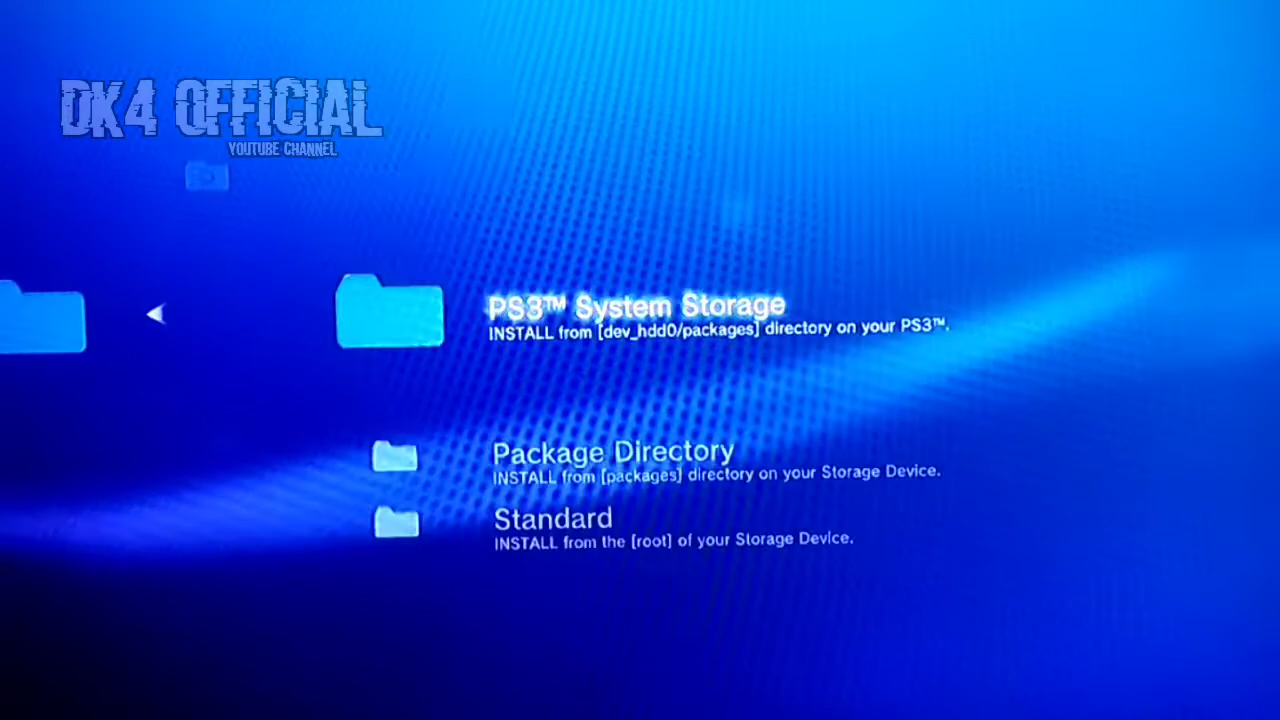 DK4 OFFICIAL
YOUTUBE CHANNEL
PS3™ System Storage
INSTALL from [dev_hdd0/packages] directory on your PS3™.
Package Directory
INSTALL from [packages] directory on your Storage Device.
Standard
INSTALL from the [root] of your Storage Device.